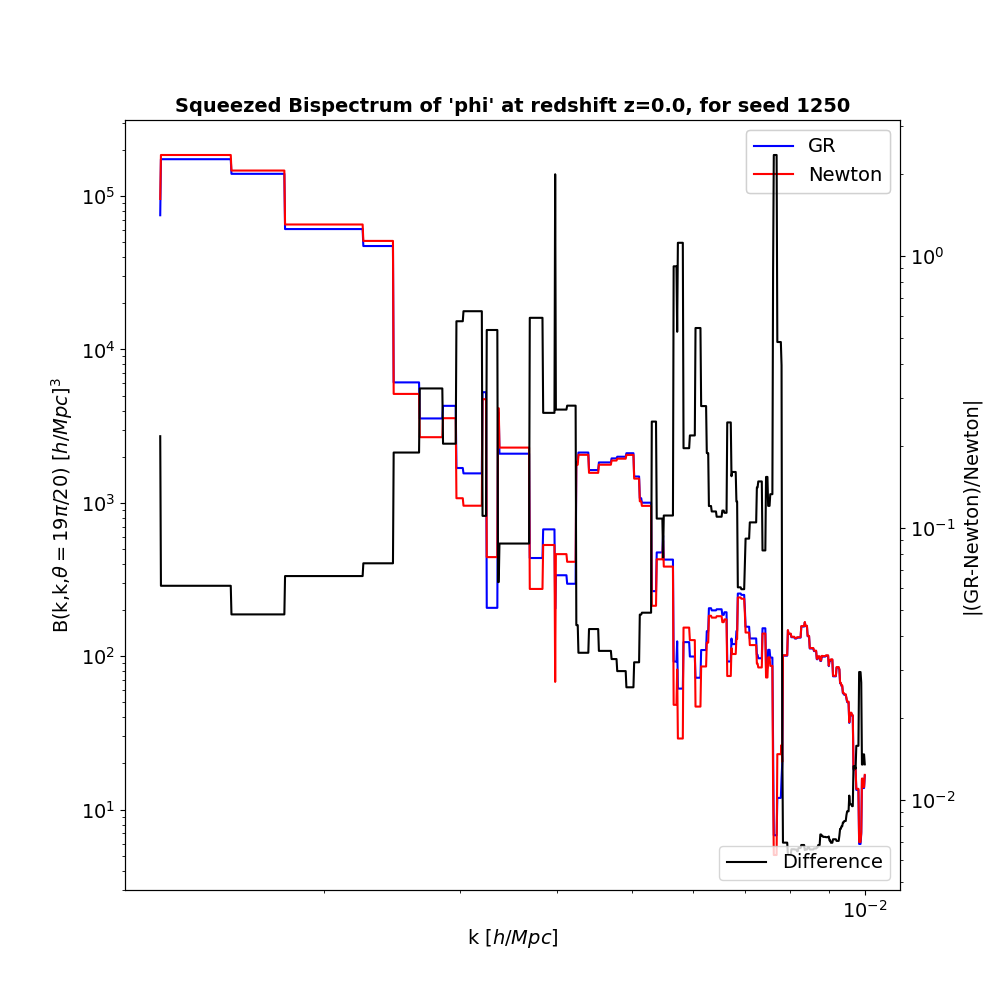 Squeezed Bispectrum of 'phi' at redshift z=0.0, for seed 1250
GR
Newton
10^5
10^4
10^3
10^2
10^1
B(k,k,θ = 19π/20) [h/Mpc]^3
10^0
10^-1
10^-2
|(GR-Newton)/Newton|
Difference
10^-2
k [h/Mpc]